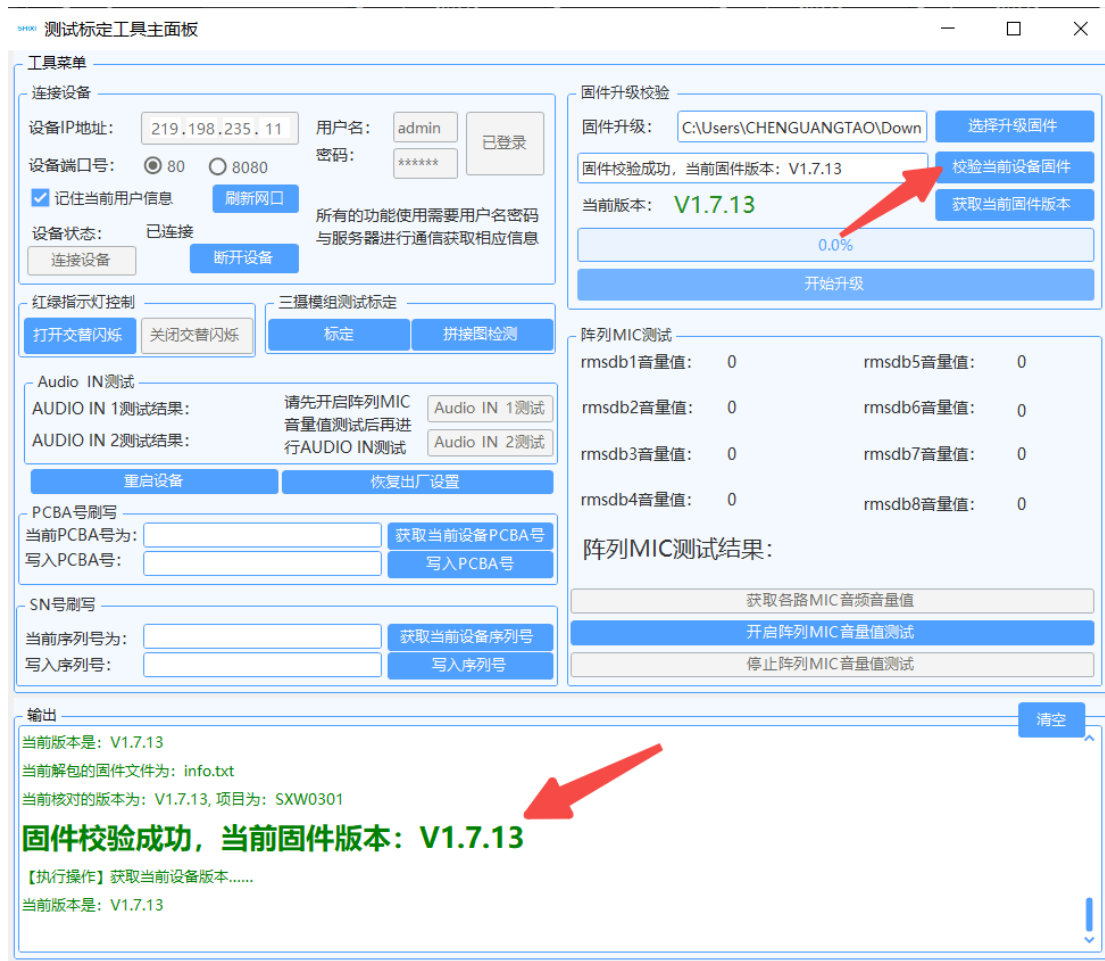 SHXO 测试标定工具主面板
工具菜单
连接设备
设备IP地址： 219.198.235. 11
用户名： admin
密码： ******
已登录
设备端口号： 80 8080
记住当前用户信息 刷新网口
所有的功能使用需要用户名密码
与服务器进行通信获取相应信息
设备状态： 已连接
连接设备 断开设备
红绿指示灯控制
打开交替闪烁 关闭交替闪烁
三摄模组测试标定
标定 拼接图检测
Audio IN测试
AUDIO IN 1测试结果：
AUDIO IN 2测试结果：
请先开启阵列MIC
音量值测试后再进
行AUDIO IN测试
Audio IN 1测试
Audio IN 2测试
重启设备 恢复出厂设置
PCBA号刷写
当前PCBA号为： 获取当前设备PCBA号
写入PCBA号： 写入PCBA号
SN号刷写
当前序列号为： 获取当前设备序列号
写入序列号： 写入序列号
固件升级校验
固件升级： C:\Users\CHENGUANGTAO\Down 选择升级固件
固件校验成功，当前固件版本：V1.7.13 校验当前设备固件
当前版本： V1.7.13 获取当前固件版本
0.0%
开始升级
阵列MIC测试
rmsdb1音量值： 0 rmsdb5音量值： 0
rmsdb2音量值： 0 rmsdb6音量值： 0
rmsdb3音量值： 0 rmsdb7音量值： 0
rmsdb4音量值： 0 rmsdb8音量值： 0
阵列MIC测试结果：
获取各路MIC音频音量值
开启阵列MIC音量值测试
停止阵列MIC音量值测试
输出
清空
当前版本是：V1.7.13
当前解包的固件文件为：info.txt
当前核对的版本为：V1.7.13, 项目为：SXW0301
固件校验成功，当前固件版本：V1.7.13
【执行操作】获取当前设备版本......
当前版本是：V1.7.13